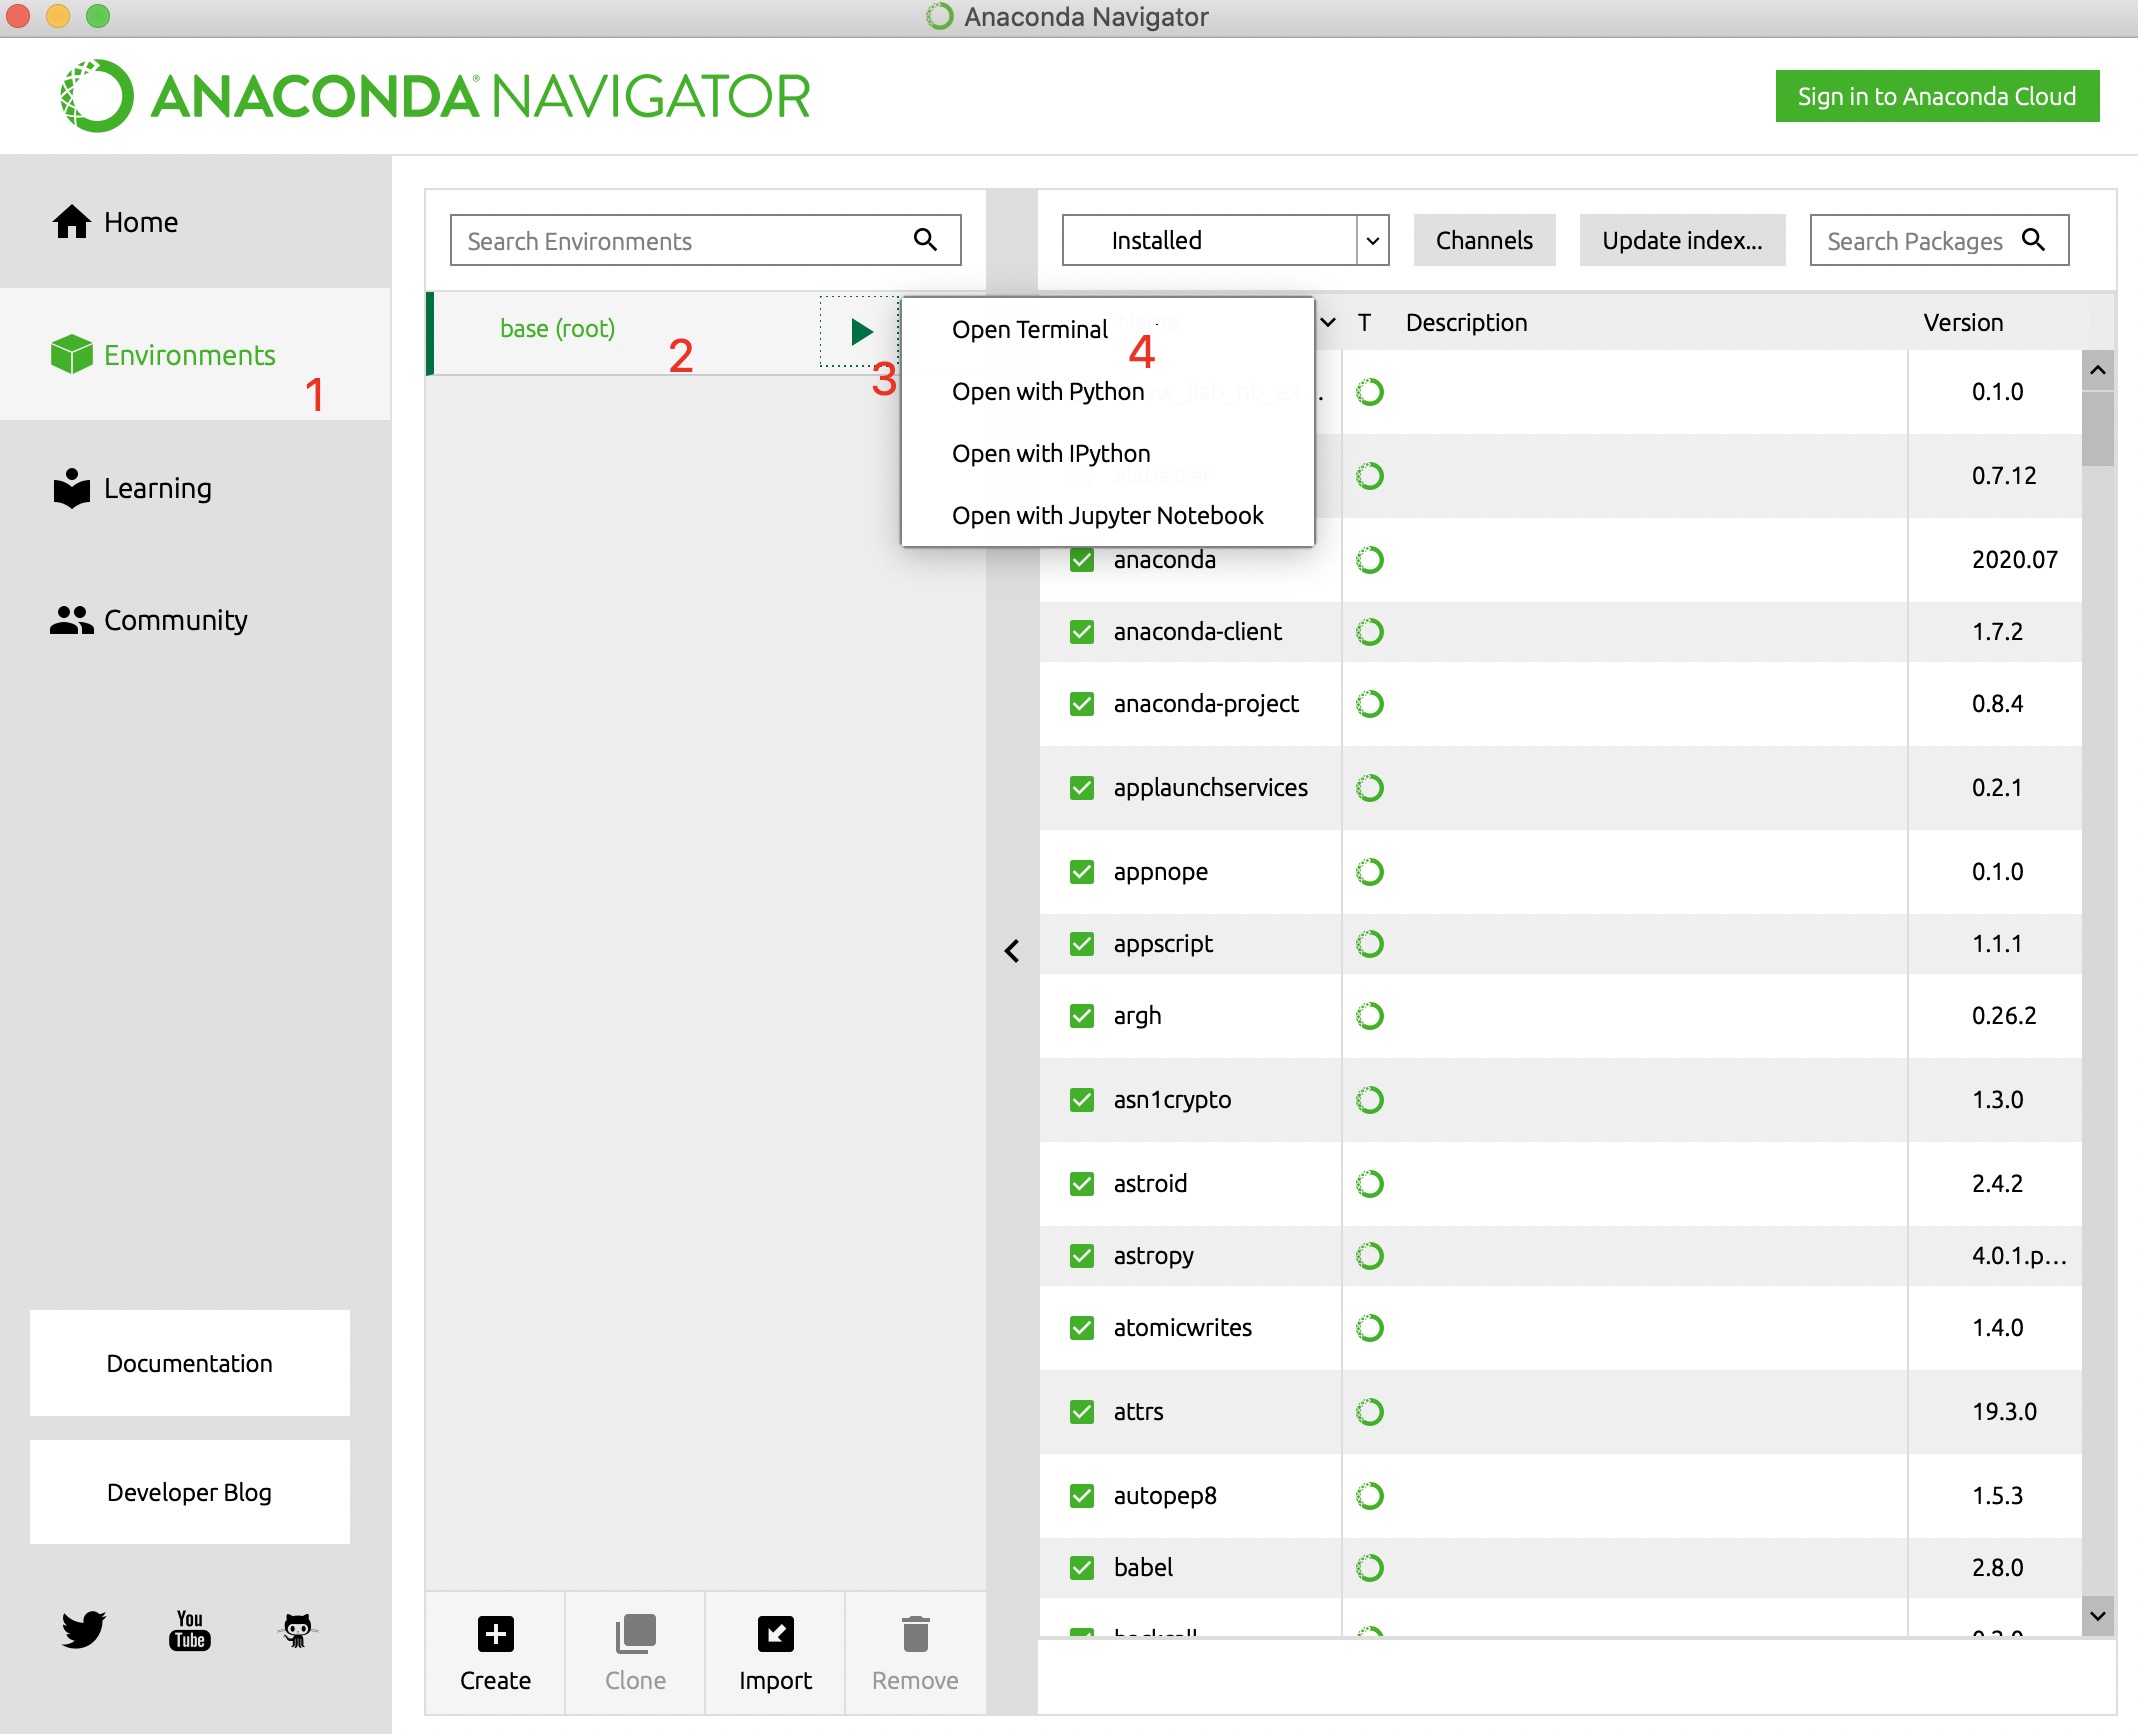 Anaconda Navigator
ANACONDA® NAVIGATOR
Sign in to Anaconda Cloud
Home
Environments
1
Learning
Community
Documentation
Developer Blog
You
Tube
Search Environments
base (root)
2
3
Open Terminal
4
Open with Python
Open with IPython
Open with Jupyter Notebook
Create
Clone
Import
Remove
Installed
Channels
Update index...
Search Packages
Name T Description Version
0.1.0
alabaster 0.7.12
anaconda 2020.07
anaconda-client 1.7.2
anaconda-project 0.8.4
applaunchservices 0.2.1
appnope 0.1.0
appscript 1.1.1
argh 0.26.2
asn1crypto 1.3.0
astroid 2.4.2
astropy 4.0.1.p...
atomicwrites 1.4.0
attrs 19.3.0
autopep8 1.5.3
babel 2.8.0